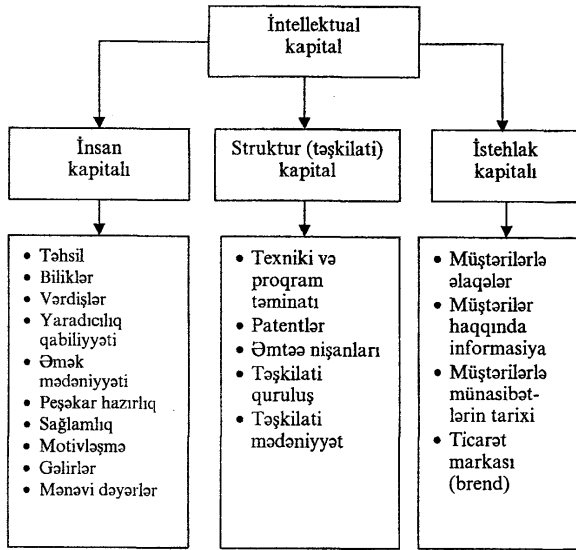 İntellektual
kapital
İnsan
kapitalı
Struktur (təşkilati)
kapital
İstehlak
kapitalı
• Təhsil
• Biliklər
• Vərdişlər
• Yaradıcılıq
qabiliyyəti
• Əmək
mədəniyyəti
• Peşəkar hazırlıq
• Sağlamlıq
• Motivləşmə
• Gəlirlər
• Mənəvi dəyərlər
• Texniki və
proqram
təminatı
• Patentlər
• Əmtəə nişanları
• Təşkilati
quruluş
• Təşkilati
mədəniyyət
• Müştərilərlə
əlaqələr
• Müştərilər
haqqında
informasiya
• Müştərilərlə
münasibət-
lərin tarixi
• Ticarət
markası
(brend)